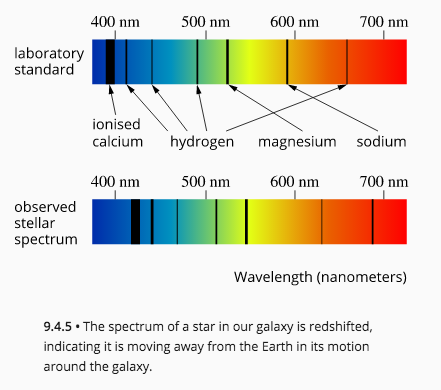 400 nm 500 nm 600 nm 700 nm
laboratory
standard
ionised
calcium
hydrogen
magnesium
sodium
400 nm 500 nm 600 nm 700 nm
observed
stellar
spectrum
Wavelength (nanometers)
9.4.5 • The spectrum of a star in our galaxy is redshifted,
indicating it is moving away from the Earth in its motion
around the galaxy.